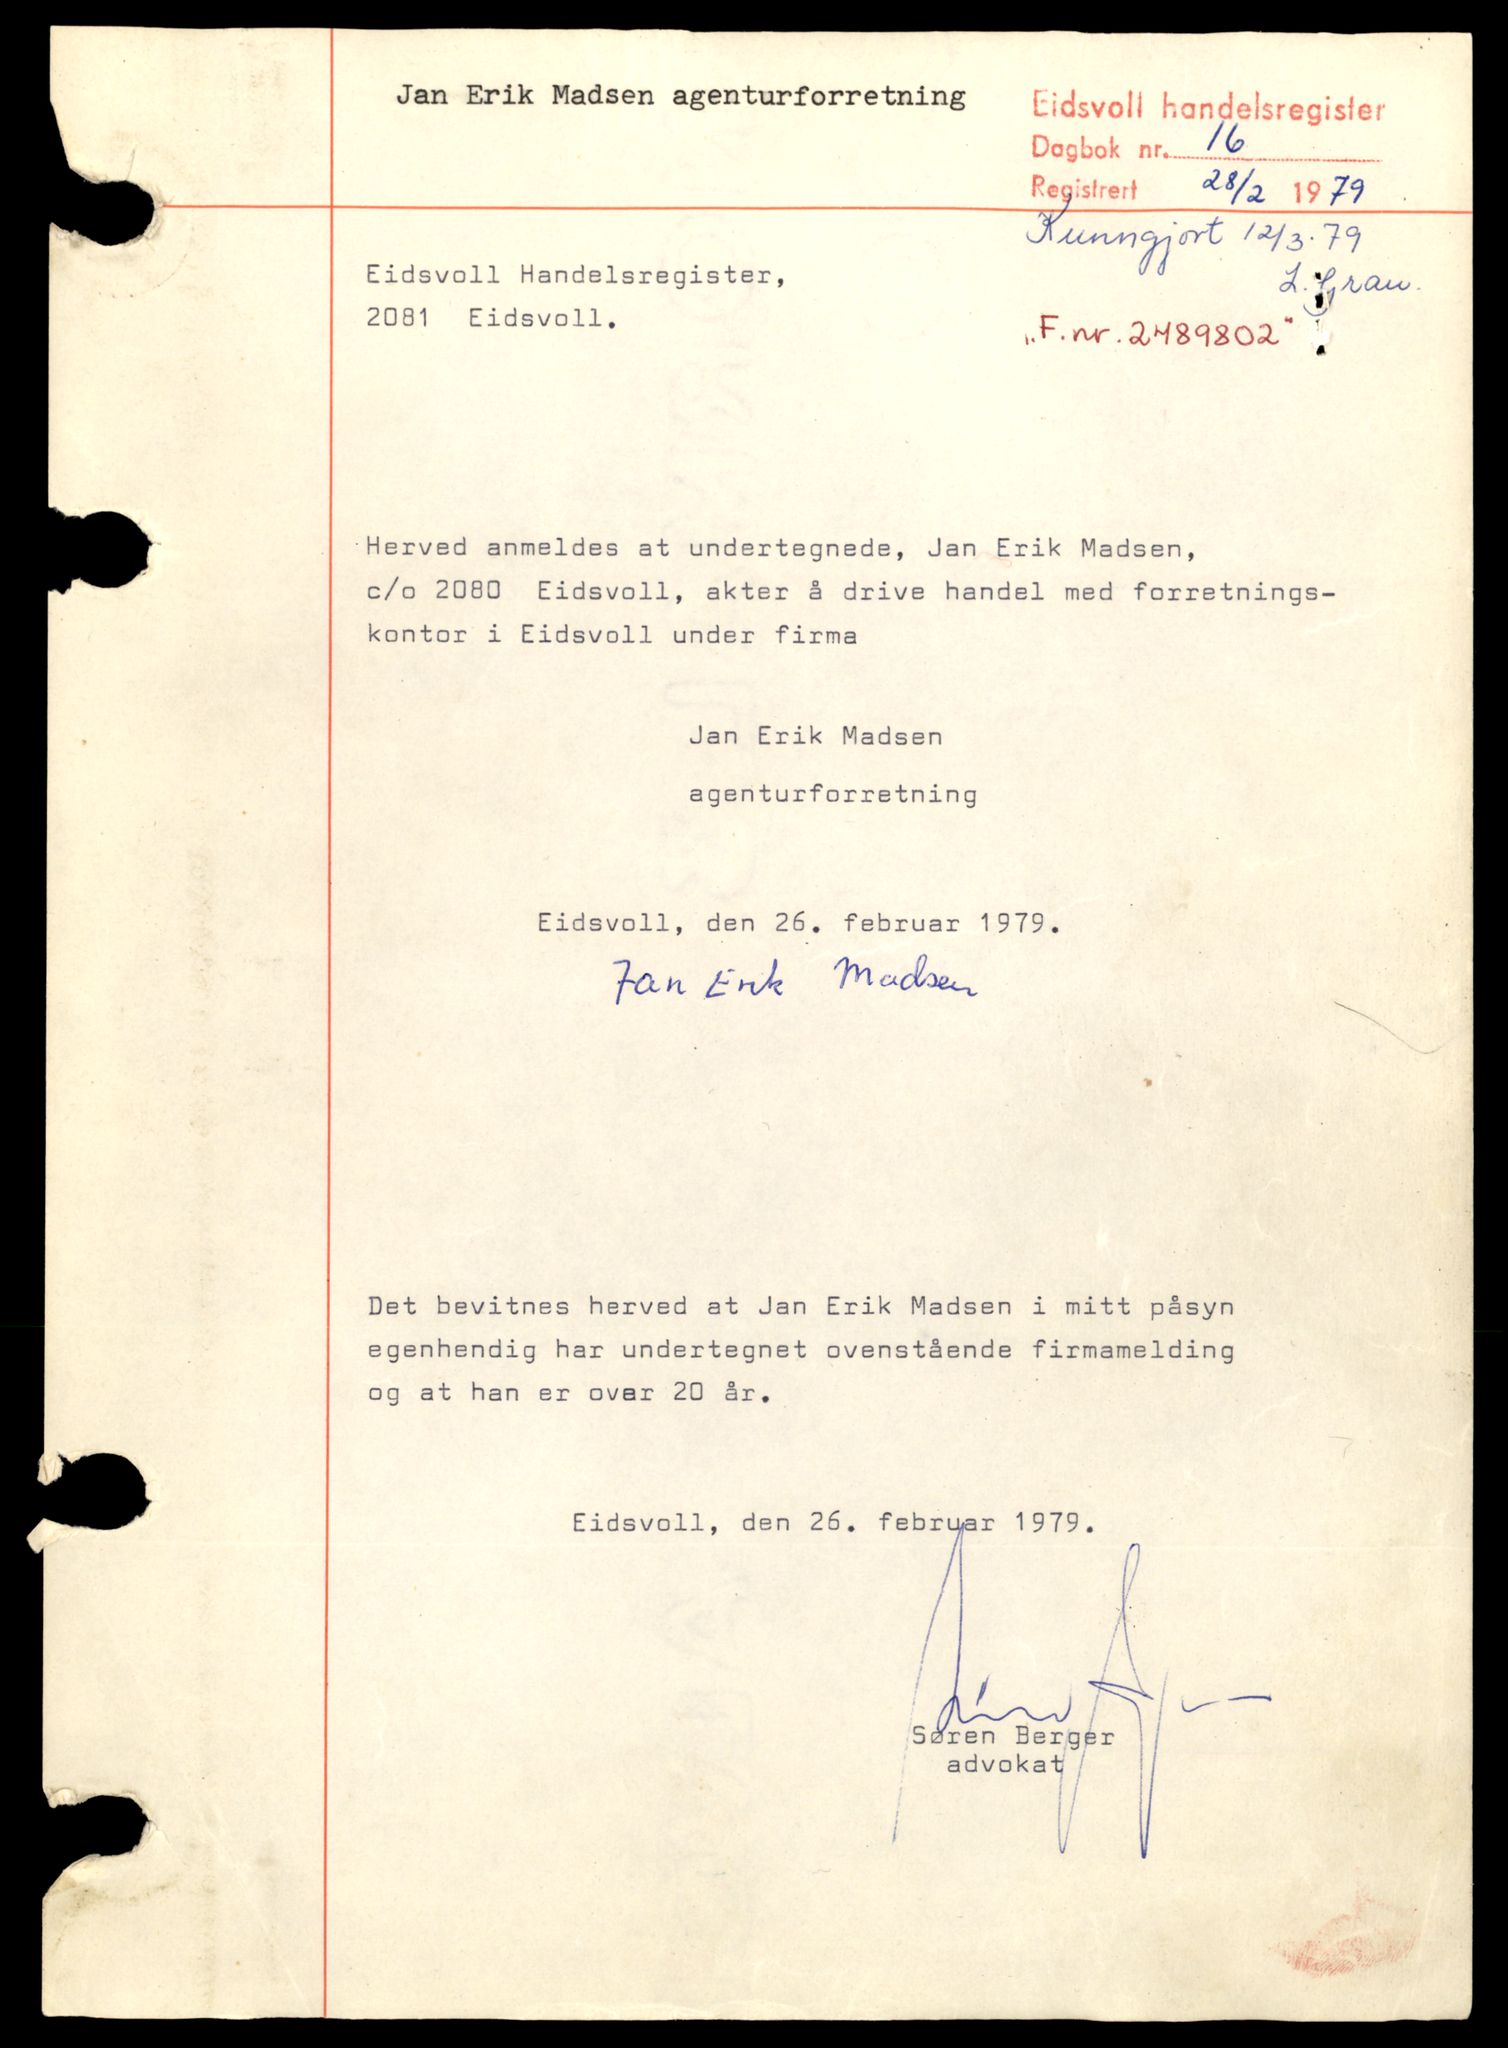 Jan Erik Madsen agenturforretning
Eidsvoll handelsregister
Dagbok nr. 16
Registrert 28/2 1979
Kunngjort 12/3.79
L. Grau.
Eidsvoll Handelsregister,
2081 Eidsvoll.
"F.nr. 2489802"
Herved anmeldes at undertegnede, Jan Erik Madsen,
c/o 2080 Eidsvoll, akter å drive handel med forretnings-
kontor i Eidsvoll under firma
Jan Erik Madsen
agenturforretning
Eidsvoll, den 26. februar 1979.
Jan Erik Madsen
Det bevitnes herved at Jan Erik Madsen i mitt påsyn
egenhendig har undertegnet ovenstående firmamelding
og at han er over 20 år.
Eidsvoll, den 26. februar 1979.
Søren Berger
advokat